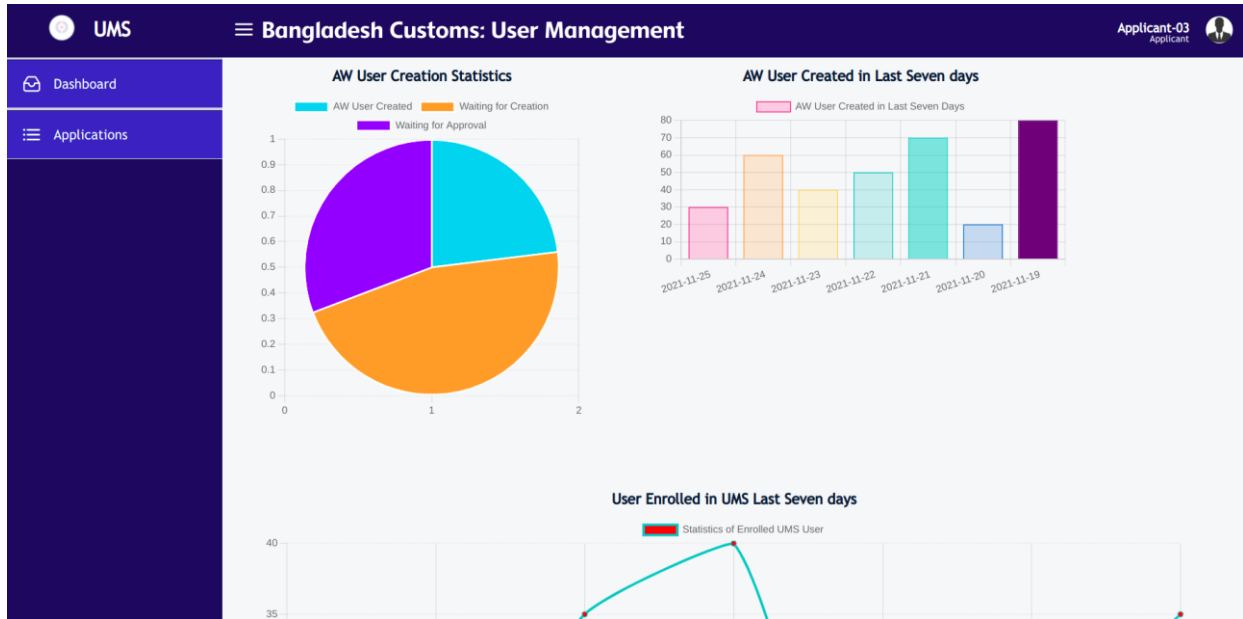 UMS
Bangladesh Customs: User Management
Applicant-03
Applicant
Dashboard
Applications
AW User Creation Statistics
AW User Created
Waiting for Creation
Waiting for Approval
1
0.9
0.8
0.7
0.6
0.5
0.4
0.3
0.2
0.1
0
0 1 2
AW User Created in Last Seven days
AW User Created in Last Seven Days
80
70
60
50
40
30
20
10
0
2021-11-25 2021-11-24 2021-11-23 2021-11-22 2021-11-21 2021-11-20 2021-11-19
User Enrolled in UMS Last Seven days
Statistics of Enrolled UMS User
40
35